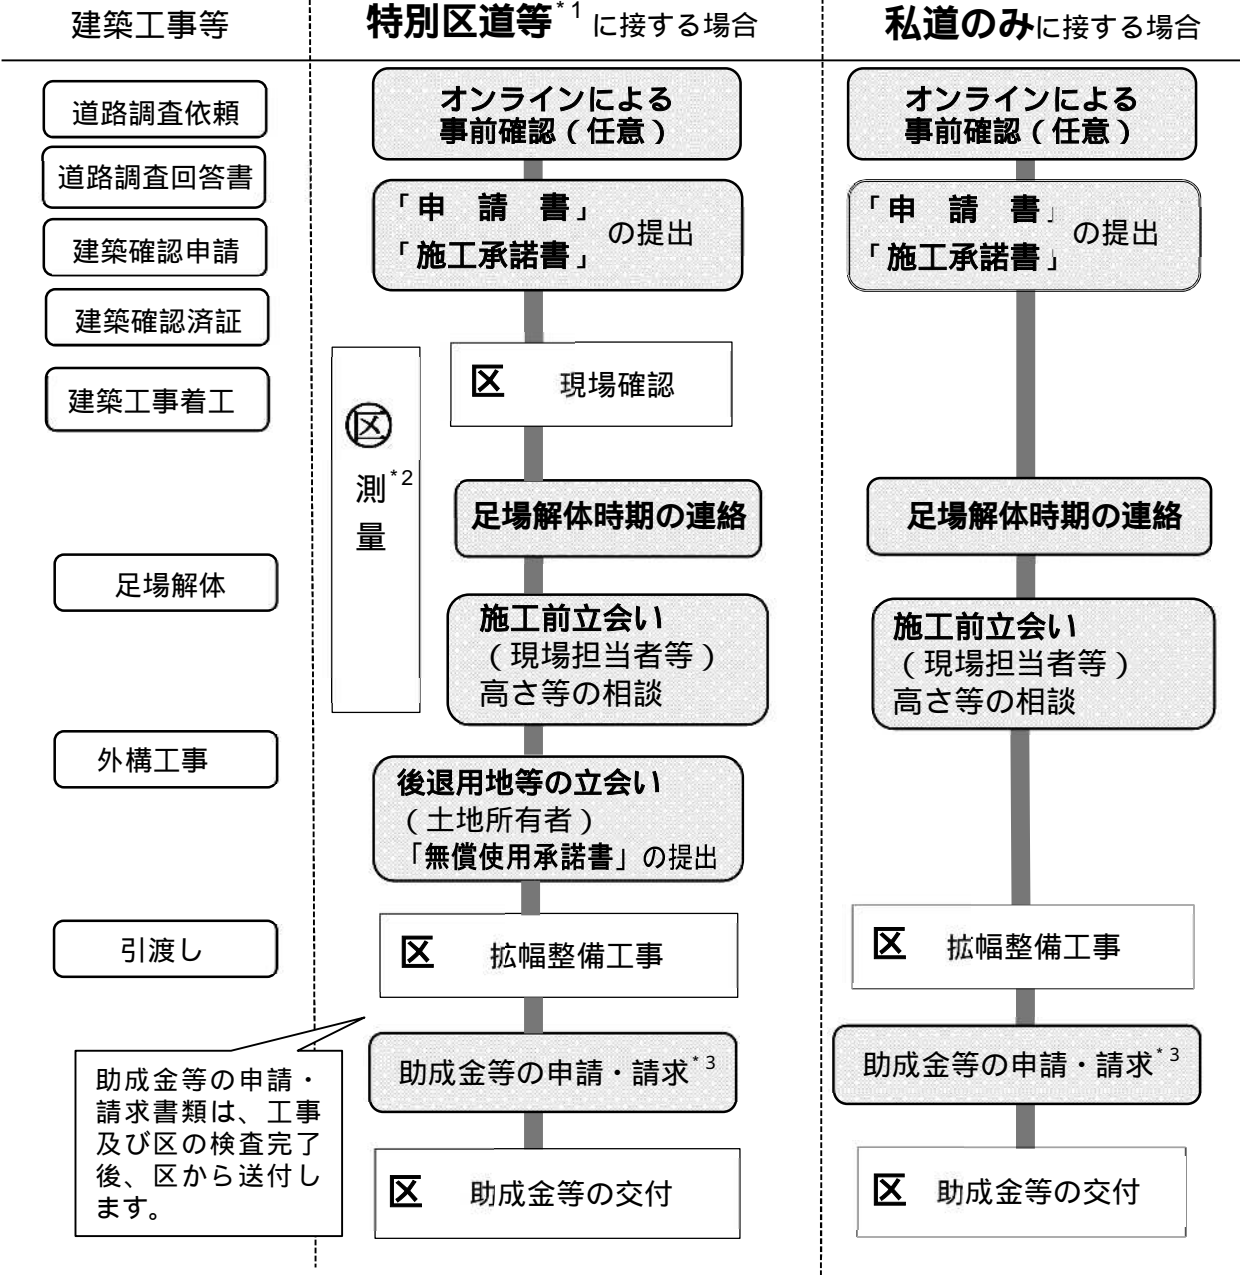 建築工事等
特別区道等*1 に接する場合
私道のみに接する場合
道路調査依頼
道路調査回答書
建築確認申請
建築確認済証
建築工事着工
足場解体
外構工事
引渡し
助成金等の申請・
請求書類は、工事
及び区の検査完了
後、区から送付し
ます。
オンラインによる
事前確認（任意）
「申　請　書」
「施工承諾書」
の提出
区　現場確認
区
測*2
量
足場解体時期の連絡
施工前立会い
（現場担当者等）
高さ等の相談
後退用地等の立会い
（土地所有者）
「無償使用承諾書」の提出
区　拡幅整備工事
助成金等の申請・請求*3
区　助成金等の交付
オンラインによる
事前確認（任意）
「申　請　書」
「施工承諾書」
の提出
足場解体時期の連絡
施工前立会い
（現場担当者等）
高さ等の相談
区　拡幅整備工事
助成金等の申請・請求*3
区　助成金等の交付